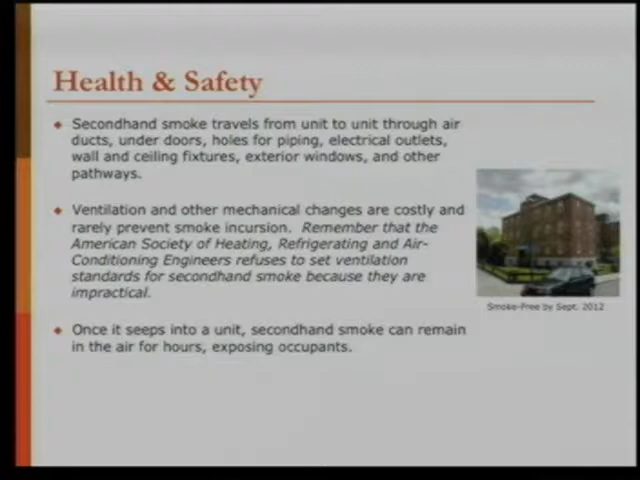 Health & Safety
Secondhand smoke travels from unit to unit through air
ducts, under doors, holes for piping, electrical outlets,
wall and ceiling fixtures, exterior windows, and other
pathways.
Ventilation and other mechanical changes are costly and
rarely prevent smoke incursion. Remember that the
American Society of Heating, Refrigerating and Air-
Conditioning Engineers refuses to set ventilation
standards for secondhand smoke because they are
impractical.
Smoke-Free by Sept. 2012
Once it seeps into a unit, secondhand smoke can remain
in the air for hours, exposing occupants.